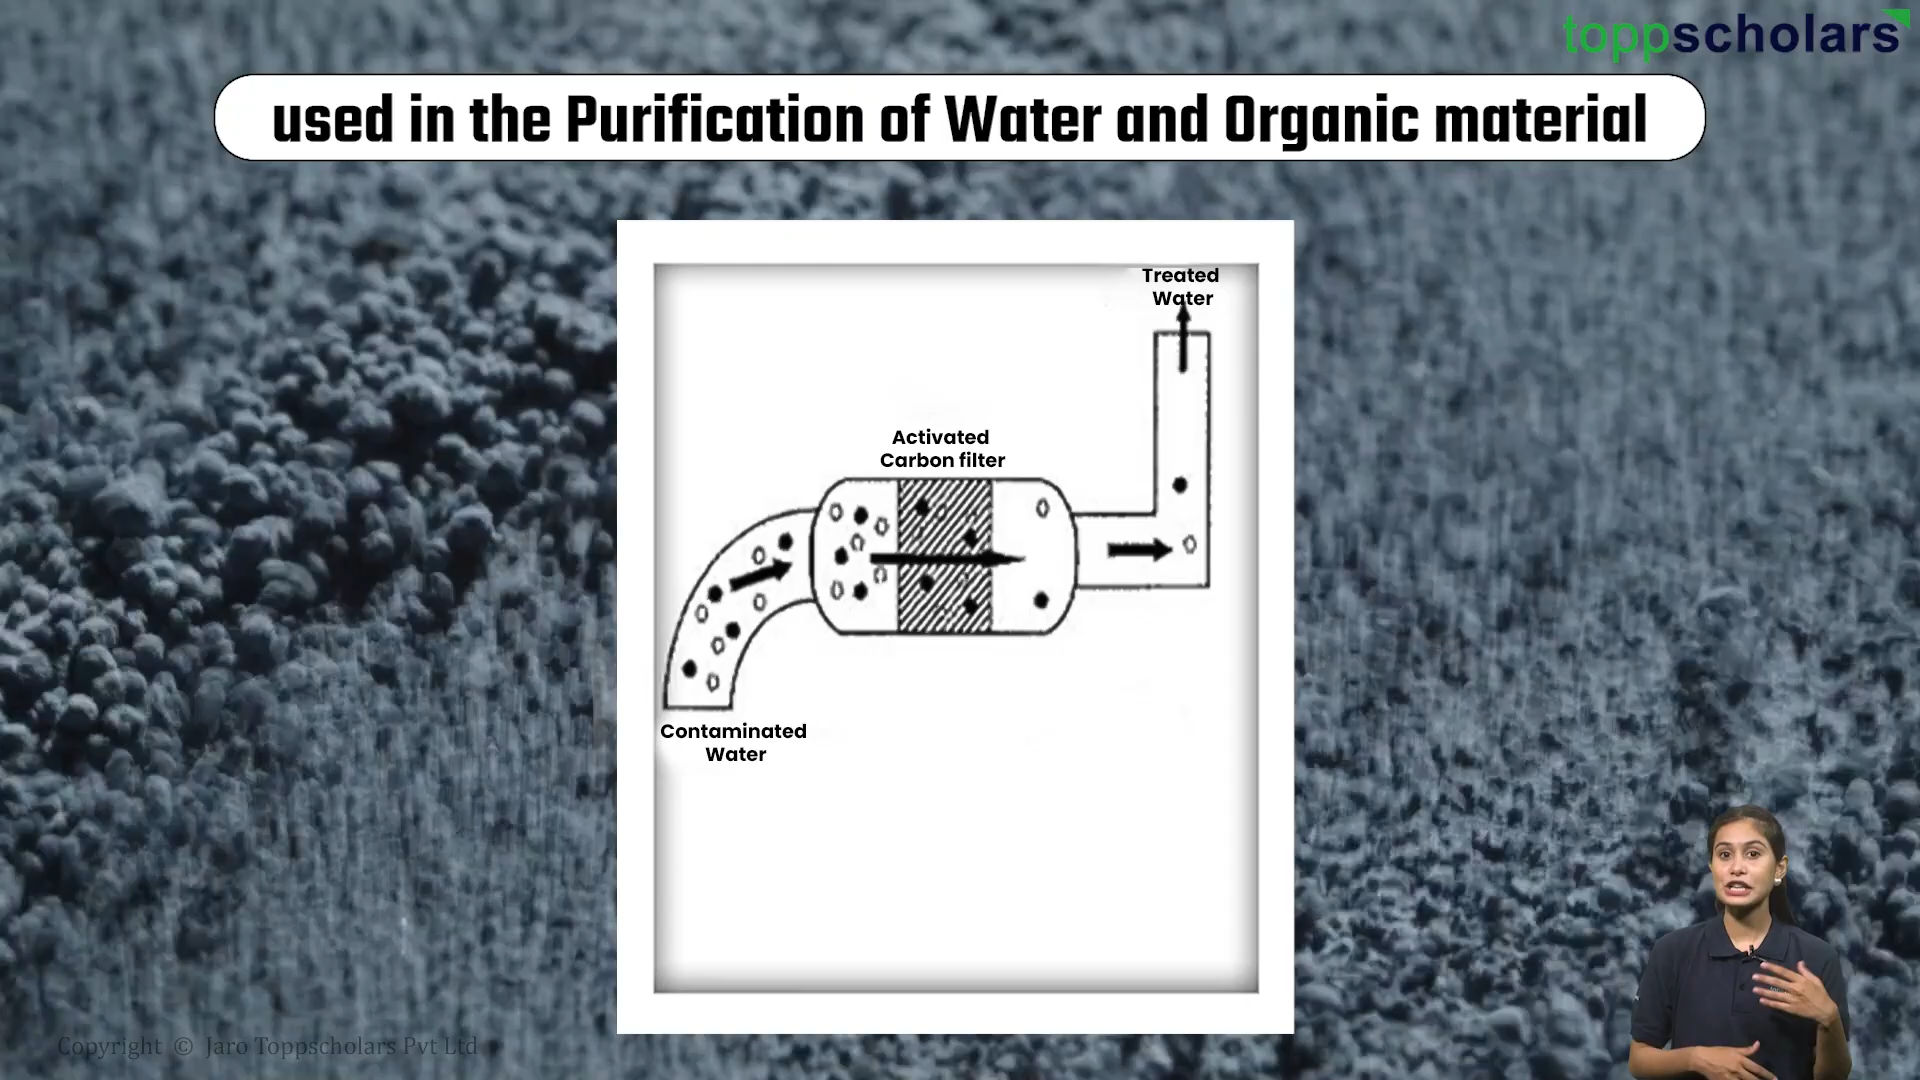 toppscholars
used in the Purification of Water and Organic material
Treated
Water
Activated
Carbon filter
Contaminated
Water
Copyright © Jaro Toppscholars Pvt Ltd